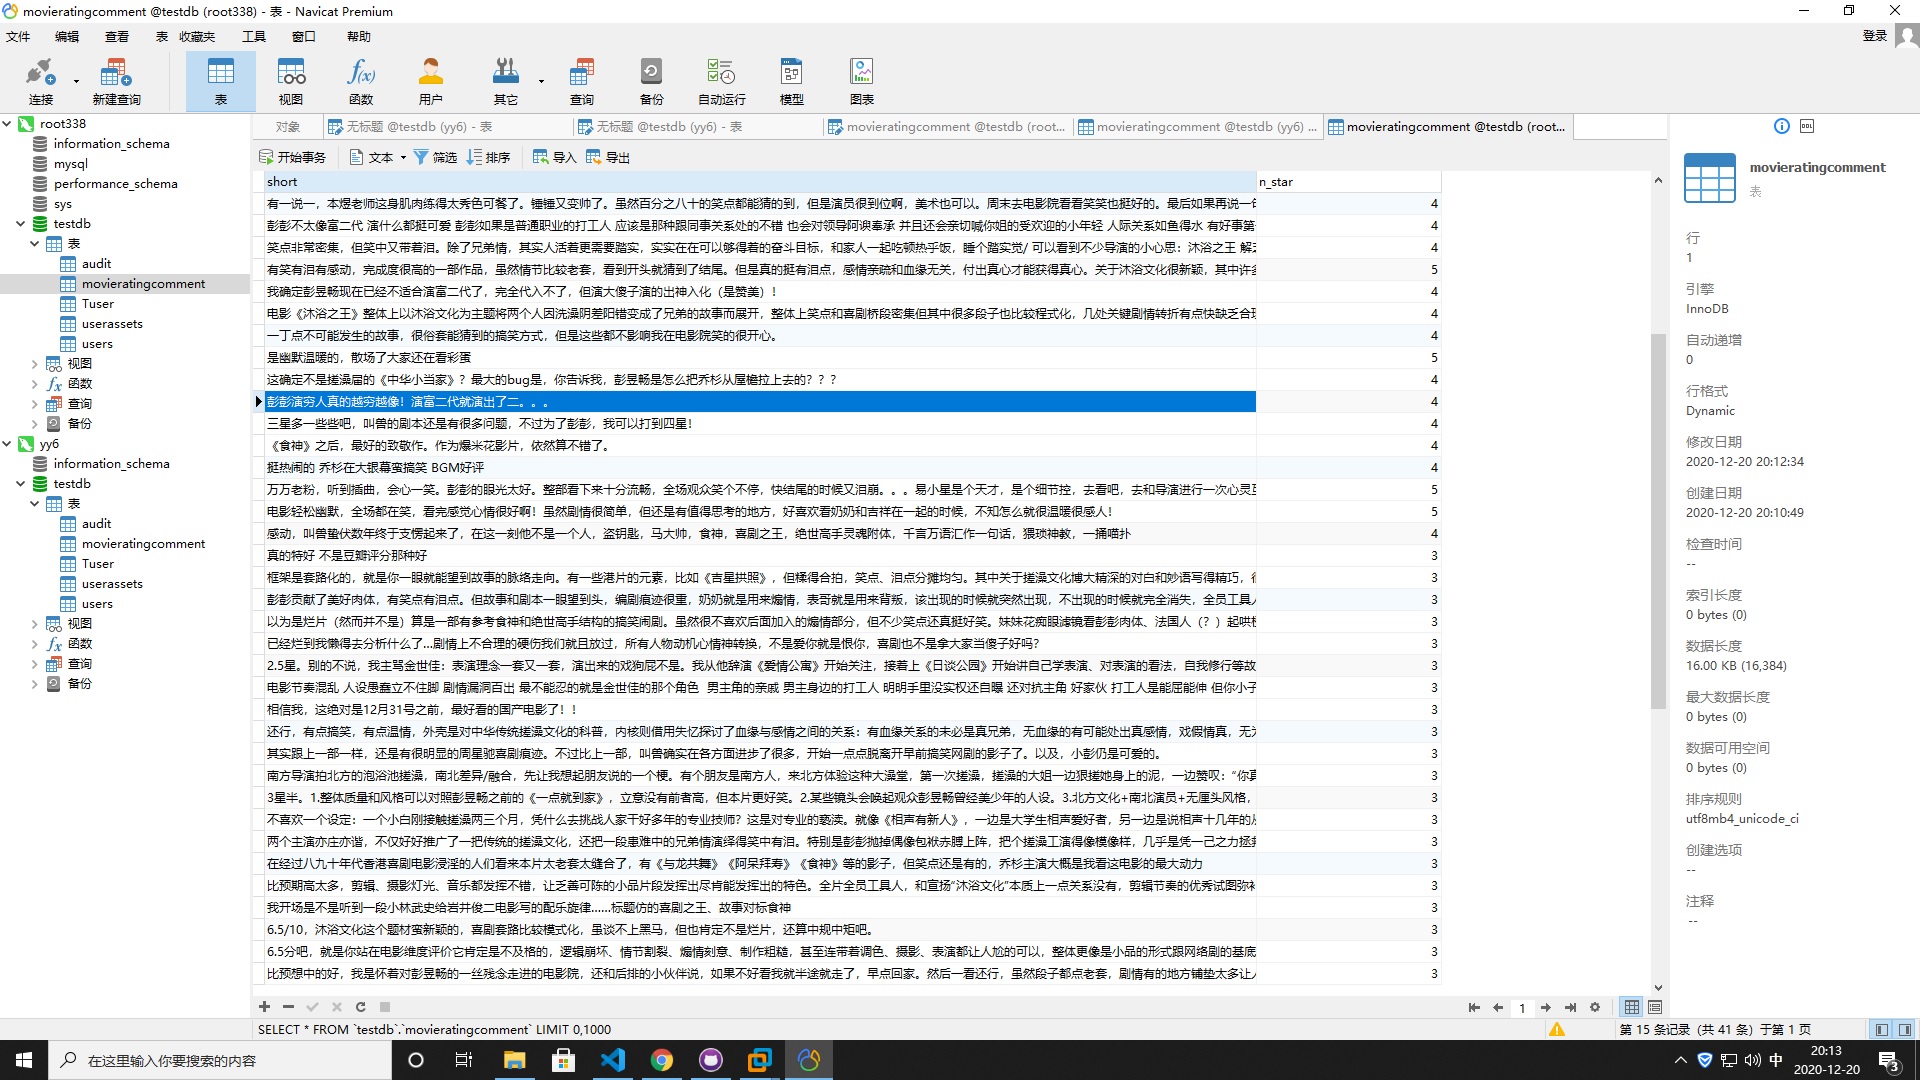 movieratingcomment @testdb (root338) - 表 - Navicat Premium
文件 编辑 查看 表 收藏夹 工具 窗口 帮助 登录
连接 新建查询 表 视图 函数 用户 其它 查询 备份 自动运行 模型 图表
对象 无标题 @testdb (yy6) - 表 无标题 @testdb (yy6) - 表 movieratingcomment @testdb (root... movieratingcomment @testdb (yy6) ... movieratingcomment @testdb (root...
开始事务 文本 筛选 排序 导入 导出
root338
information_schema
mysql
performance_schema
sys
testdb
表
audit
movieratingcomment
Tuser
userassets
users
视图
函数
查询
备份
yy6
information_schema
testdb
表
audit
movieratingcomment
Tuser
userassets
users
视图
函数
查询
备份
short n_star
有一说一，本煜老师这身肌肉练得太秀色可餐了。锤锤又变帅了。虽然百分之八十的笑点都能猜的到，但是演员很到位啊，美术也可以。周末去电影院看看笑笑也挺好的。最后如果再说一 4
彭彭不太像富二代 演什么都挺可爱 彭彭如果是普通职业的打工人 应该是那种跟同事关系处的不错 也会对领导阿谀奉承 并且还会亲切喊你姐的受欢迎的小年轻 人际关系如鱼得水 有好事第 4
笑点非常密集，但笑中又带着泪。除了兄弟情，其实人活着更需要踏实，实实在在可以够得着的奋斗目标，和家人一起吃顿热乎饭，睡个踏实觉/ 可以看到不少导演的小心思：沐浴之王 解 4
有笑有泪有感动，完成度很高的一部作品，虽然情节比较老套，看到开头就猜到了结尾。但是真的挺有泪点，感情亲疏和血缘无关，付出真心才能获得真心。关于沐浴文化很新颖，其中许 5
我确定彭昱畅现在已经不适合演富二代了，完全代入不了，但演大傻子演的出神入化（是赞美）！ 4
电影《沐浴之王》整体上以沐浴文化为主题将两个人因洗澡阴差阳错变成了兄弟的故事而展开，整体上笑点和喜剧桥段密集但其中很多段子也比较程式化，几处关键剧情转折有点快缺乏合 4
一丁点不可能发生的故事，很俗套能猜到的搞笑方式，但是这些都不影响我在电影院笑的很开心。 4
是幽默温暖的，散场了大家还在看彩蛋 5
这确定不是搓澡届的《中华小当家》？最大的bug是，你告诉我，彭昱畅是怎么把乔杉从屋檐拉上去的？？？ 4
彭彭演穷人真的越穷越像！演富二代就演出了二。。。 4
三星多一些些吧，叫兽的剧本还是有很多问题，不过为了彭彭，我可以打到四星！ 4
《食神》之后，最好的致敬作。作为爆米花影片，依然算不错了。 4
挺热闹的 乔杉在大银幕蛮搞笑 BGM好评 4
万万老粉，听到插曲，会心一笑。彭彭的眼光太好。整部看下来十分流畅，全场观众笑个不停，快结尾的时候又泪崩。。。易小星是个天才，是个细节控，去看吧，去和导演进行一次心灵 5
电影轻松幽默，全场都在笑，看完感觉心情很好啊！虽然剧情很简单，但还是有值得思考的地方，好喜欢看奶奶和吉祥在一起的时候，不知怎么就很温暖很感人！ 5
感动，叫兽蛰伏数年终于支愣起来了，在这一刻他不是一个人，盗钥匙，马大帅，食神，喜剧之王，绝世高手灵魂附体，千言万语汇作一句话，猥琐神教，一捅喵扑 4
真的特好 不是豆瓣评分那种好 3
框架是套路化的，就是你一眼就能望到故事的脉络走向。有一些港片的元素，比如《吉星拱照》，但糅得合拍，笑点、泪点分摊均匀。其中关于搓澡文化博大精深的对白和妙语写得精巧， 3
彭彭贡献了美好肉体，有笑点有泪点。但故事和剧本一眼望到头，编剧痕迹很重，奶奶就是用来煽情，表哥就是用来背叛，该出现的时候就突然出现，不出现的时候就完全消失，全员工具人 3
以为是烂片（然而并不是）算是一部有参考食神和绝世高手结构的搞笑闹剧。虽然很不喜欢后面加入的煽情部分，但不少笑点还真挺好笑。妹妹花痴眼滤镜看彭彭肉体、法国人（？）起哄 3
已经烂到我懒得去分析什么了...剧情上不合理的硬伤我们就且放过，所有人物动机心情神转换，不是爱你就是恨你，喜剧也不是拿大家当傻子好吗？ 3
2.5星。别的不说，我主骂金世佳：表演理念一套又一套，演出来的戏狗屁不是。我从他辞演《爱情公寓》开始关注，接着上《日谈公园》开始讲自己学表演、对表演的看法，自我修行等故 3
电影节奏混乱 人设愚蠢立不住脚 剧情漏洞百出 最不能忍的就是金世佳的那个角色 男主角的亲戚 男主身边的打工人 明明手里没实权还自曝 还对抗主角 好家伙 打工人是能屈能伸 但你小子 3
相信我，这绝对是12月31号之前，最好看的国产电影了！！ 3
还行，有点搞笑，有点温情，外壳是对中华传统搓澡文化的科普，内核则借用失忆探讨了血缘与感情之间的关系：有血缘关系的未必是真兄弟，无血缘的有可能处出真感情，戏假情真，无 3
其实跟上一部一样，还是有很明显的周星驰喜剧痕迹。不过比上一部，叫兽确实在各方面进步了很多，开始一点点脱离开早前搞笑网剧的影子了。以及，小彭仍是可爱的。 3
南方导演拍北方的泡浴池搓澡，南北差异/融合，先让我想起朋友说的一个梗。有个朋友是南方人，来北方体验这种大澡堂，第一次搓澡，搓澡的大姐一边狠搓她身上的泥，一边赞叹：“你真 3
3星半。1.整体质量和风格可以对照彭昱畅之前的《一点就到家》，立意没有前者高，但本片更好笑。2.某些镜头会唤起观众彭昱畅曾经美少年的人设。3.北方文化+南北演员+无厘头风格， 3
不喜欢一个设定：一个小白刚接触搓澡两三个月，凭什么去挑战人家干好多年的专业技师？这是对专业的亵渎。就像《相声有新人》，一边是大学生相声爱好者，另一边是说相声十几年的 3
两个主演亦庄亦谐，不仅好好推广了一把传统的搓澡文化，还把一段患难中的兄弟情演绎得笑中有泪。特别是彭彭抛掉偶像包袱赤膊上阵，把个搓澡工演得像模像样，几乎是凭一己之力拯 3
在经过八九十年代香港喜剧电影浸淫的人们看来本片太老套太缝合了，有《与龙共舞》《阿呆拜寿》《食神》等的影子，但笑点还是有的，乔杉主演大概是我看这电影的最大动力 3
比预期高太多，剪辑、摄影灯光、音乐都发挥不错，让乏善可陈的小品片段发挥出尽肯能发挥出的特色。全片全员工具人，和宣扬“沐浴文化”本质上一点关系没有，剪辑节奏的优秀试图弥 3
我开场是不是听到一段小林武史给岩井俊二电影写的配乐旋律……标题仿的喜剧之王、故事对标食神 3
6.5/10，沐浴文化这个题材蛮新颖的，喜剧套路比较模式化，虽谈不上黑马，但也肯定不是烂片，还算中规中矩吧。 3
6.5分吧，就是你站在电影维度评价它肯定是不及格的，逻辑崩坏、情节割裂、煽情刻意、制作粗糙，甚至连带着调色、摄影、表演都让人尬的可以，整体更像是小品的形式跟网络剧的基底 3
比预想中的好，我是怀着对彭昱畅的一丝残念走进的电影院，还和后排的小伙伴说，如果不好看我就半途就走了，早点回家。然后一看还行，虽然段子都点老套，剧情有的地方铺垫太多让 3
movieratingcomment
表
行
1
引擎
InnoDB
自动递增
0
行格式
Dynamic
修改日期
2020-12-20 20:12:34
创建日期
2020-12-20 20:10:49
检查时间
--
索引长度
0 bytes (0)
数据长度
16.00 KB (16,384)
最大数据长度
0 bytes (0)
数据可用空间
0 bytes (0)
排序规则
utf8mb4_unicode_ci
创建选项
--
注释
--
1
SELECT * FROM `testdb`.`movieratingcomment` LIMIT 0,1000
第 15 条记录（共 41 条）于第 1 页
在这里输入你要搜索的内容
中
20:13
2020-12-20
3